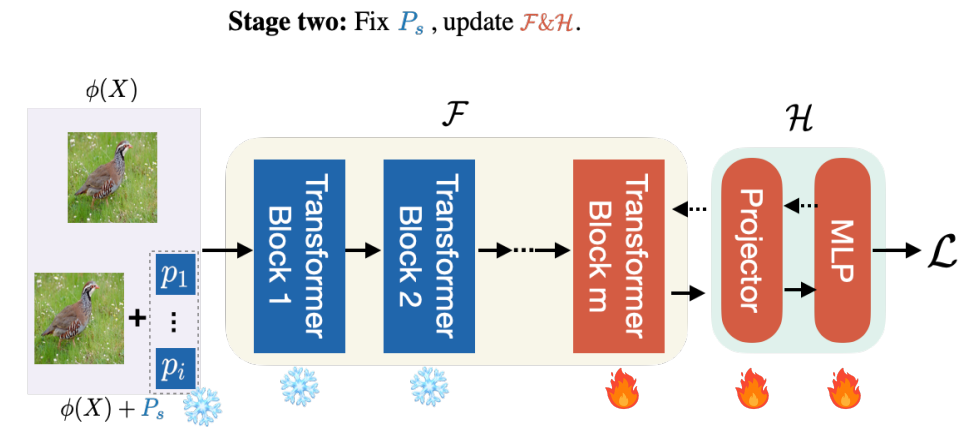 Stage two: Fix P_s , update ℱ&ℋ.
ϕ(X)
p_1
⋮
p_i
+
ϕ(X) + P_s
ℱ
Transformer
Block 1
Transformer
Block 2
...
Transformer
Block m
ℋ
Projector
MLP
ℒ